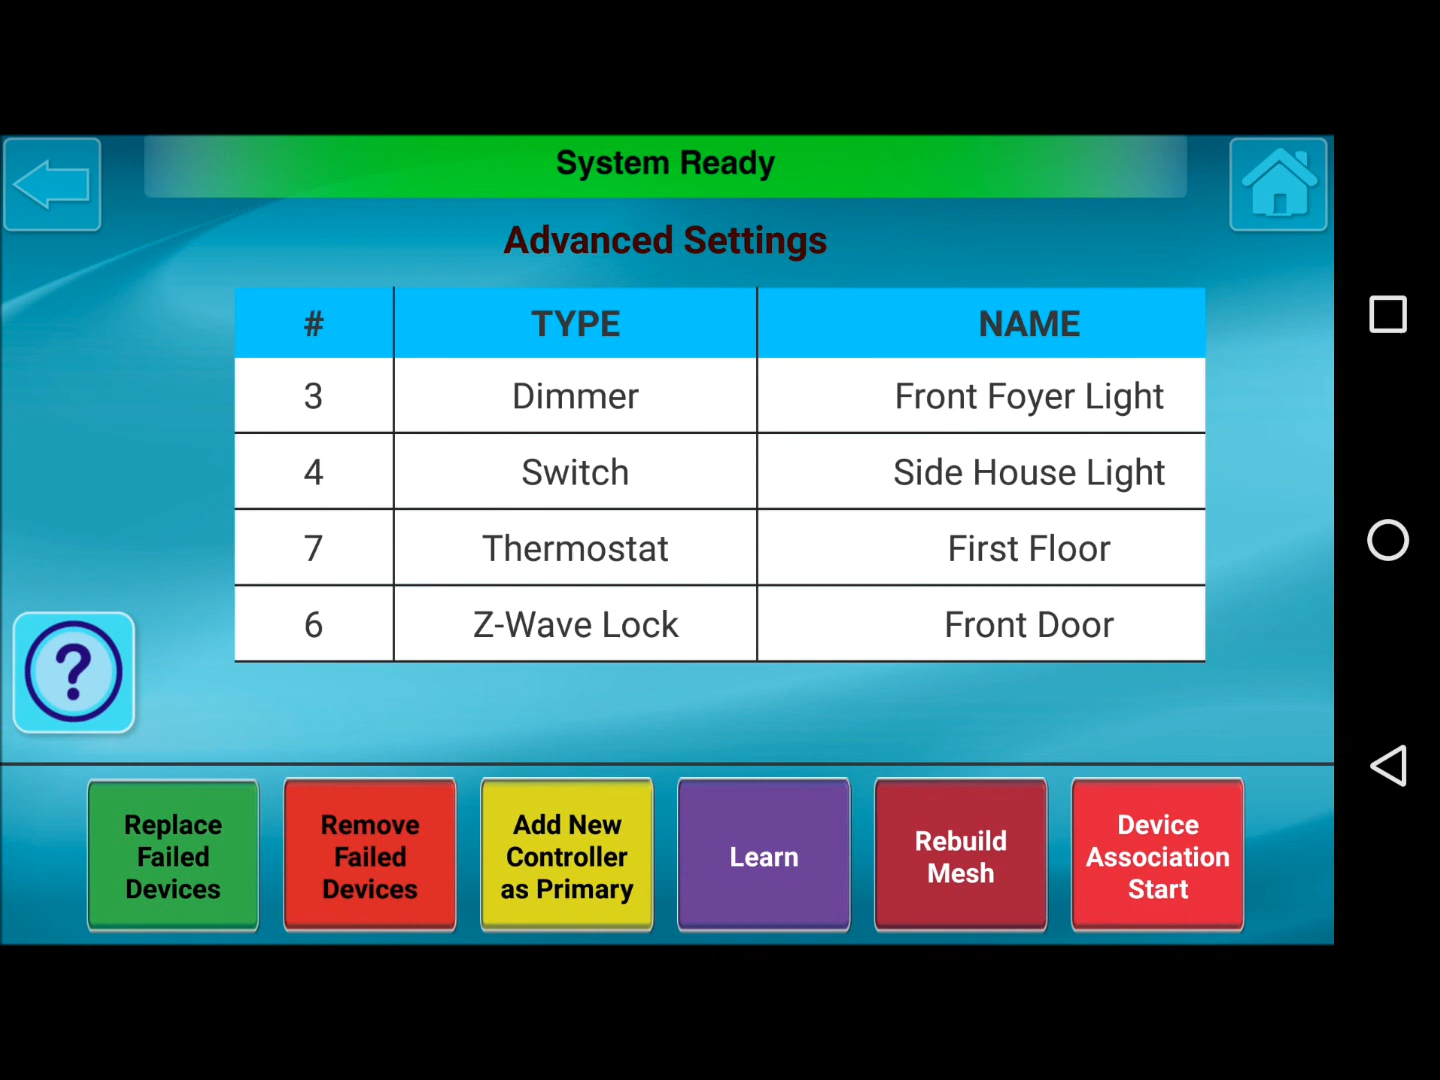 System Ready
Advanced Settings
# TYPE NAME
3 Dimmer Front Foyer Light
4 Switch Side House Light
7 Thermostat First Floor
6 Z-Wave Lock Front Door
?
Replace
Failed
Devices
Remove
Failed
Devices
Add New
Controller
as Primary
Learn
Rebuild
Mesh
Device
Association
Start